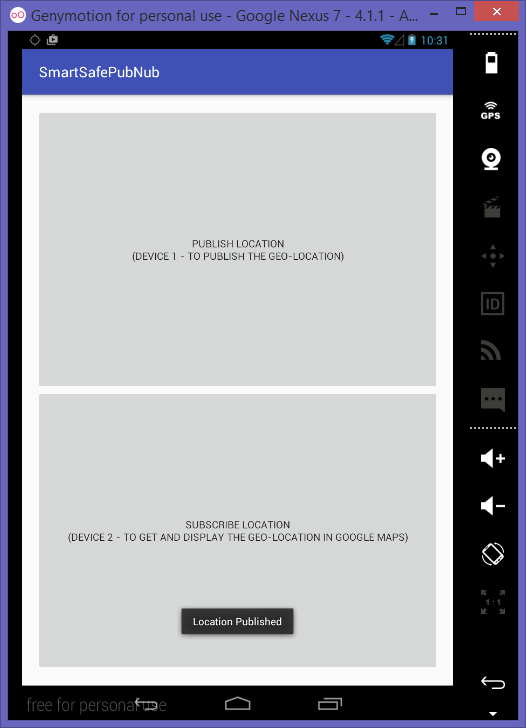 Genymotion for personal use - Google Nexus 7 - 4.1.1 - A...
10:31
SmartSafePubNub
GPS
PUBLISH LOCATION
(DEVICE 1 - TO PUBLISH THE GEO-LOCATION)
ID
SUBSCRIBE LOCATION
(DEVICE 2 - TO GET AND DISPLAY THE GEO-LOCATION IN GOOGLE MAPS)
1:1
Location Published
free for personal use